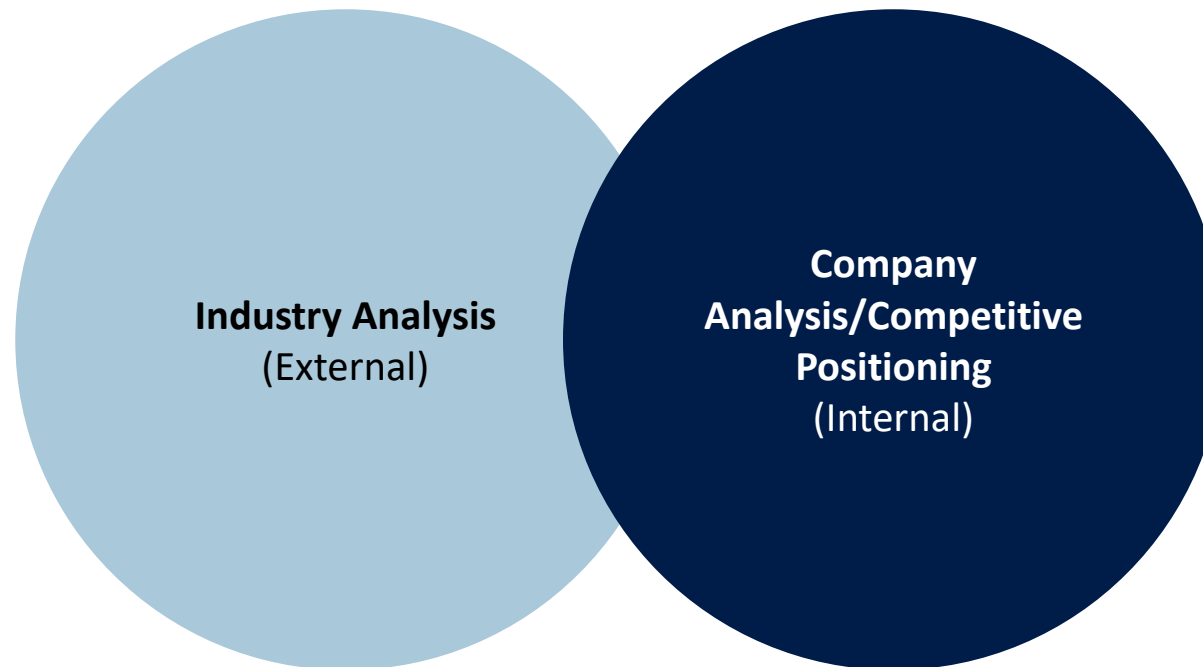 Industry Analysis
(External)
Company
Analysis/Competitive
Positioning
(Internal)